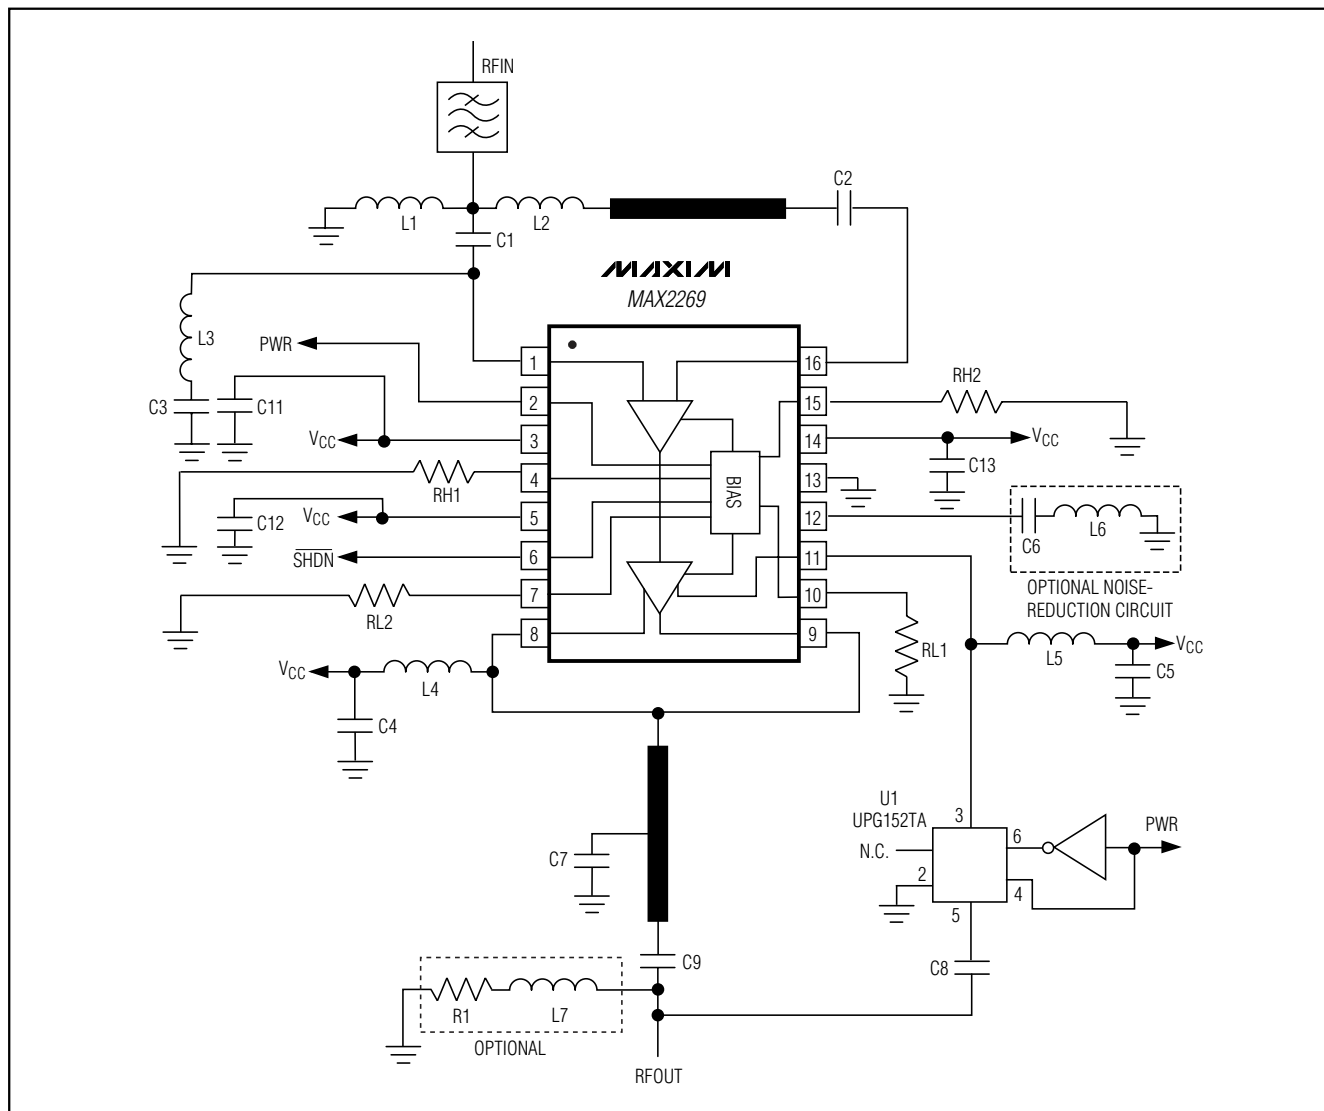 RFIN
C2
L1
L2
C1
MAXIM
MAX2269
L3
PWR
1
16
RH2
C3
C11
2
15
VCC
3
14
VCC
C13
RH1
4
BIAS
13
C12
VCC
5
12
C6
L6
SHDN
6
11
OPTIONAL NOISE-
REDUCTION CIRCUIT
RL2
7
10
8
9
RL1
VCC
L4
L5
VCC
C5
C4
U1
UPG152TA
3
PWR
N.C.
6
2
4
5
C7
C9
C8
R1
L7
OPTIONAL
RFOUT